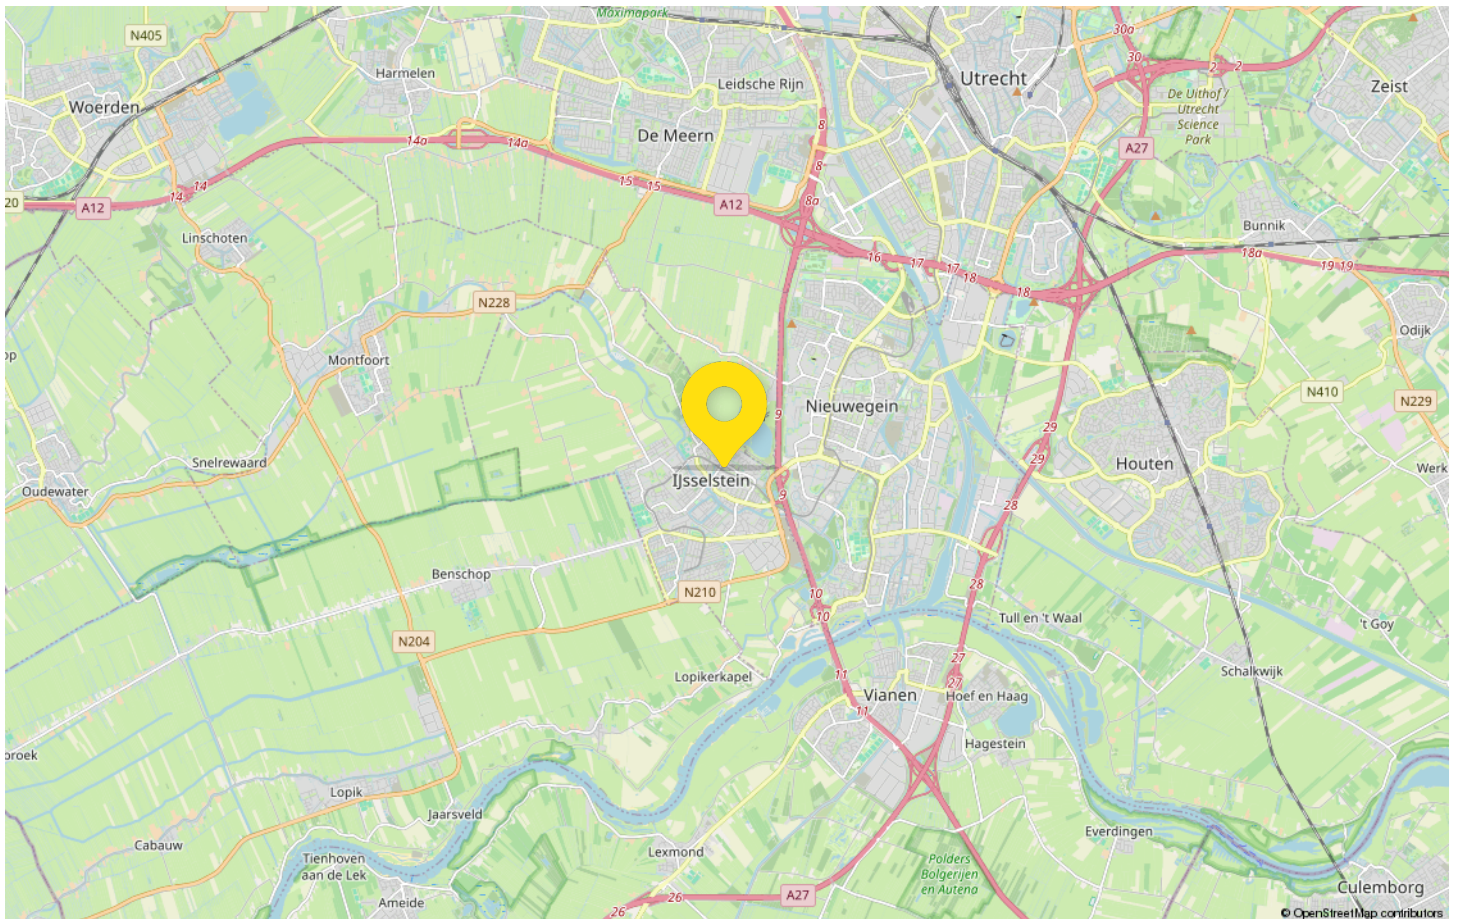 Maximapark
30a
N405
30
Harmelen
Leidsche Rijn
Utrecht
2
2
Zeist
De Uithof /
Utrecht
Science
Park
Woerden
8
De Meern
14a
14a
A27
8
15
15
14
14
8a
20
A12
A12
Bunnik
Linschoten
16
17
17
18
18a
19
19
18
N228
Odijk
Montfoort
N410
N229
Nieuwegein
9
29
Snelrewaard
29
Houten
Werk
IJsselstein
Oudewater
9
28
Benschop
28
N210
10
10
Tull en 't Waal
't Goy
N204
27
Lopikerkapel
11
27
Schalkwijk
Vianen
Hoef en Haag
11
Hagestein
broek
Lopik
Jaarsveld
Everdingen
Cabauw
Lexmond
Tienhoven
aan de Lek
Polders
Bolgerijen
en Autena
Culemborg
26
A27
Ameide
26
© OpenStreetMap contributors